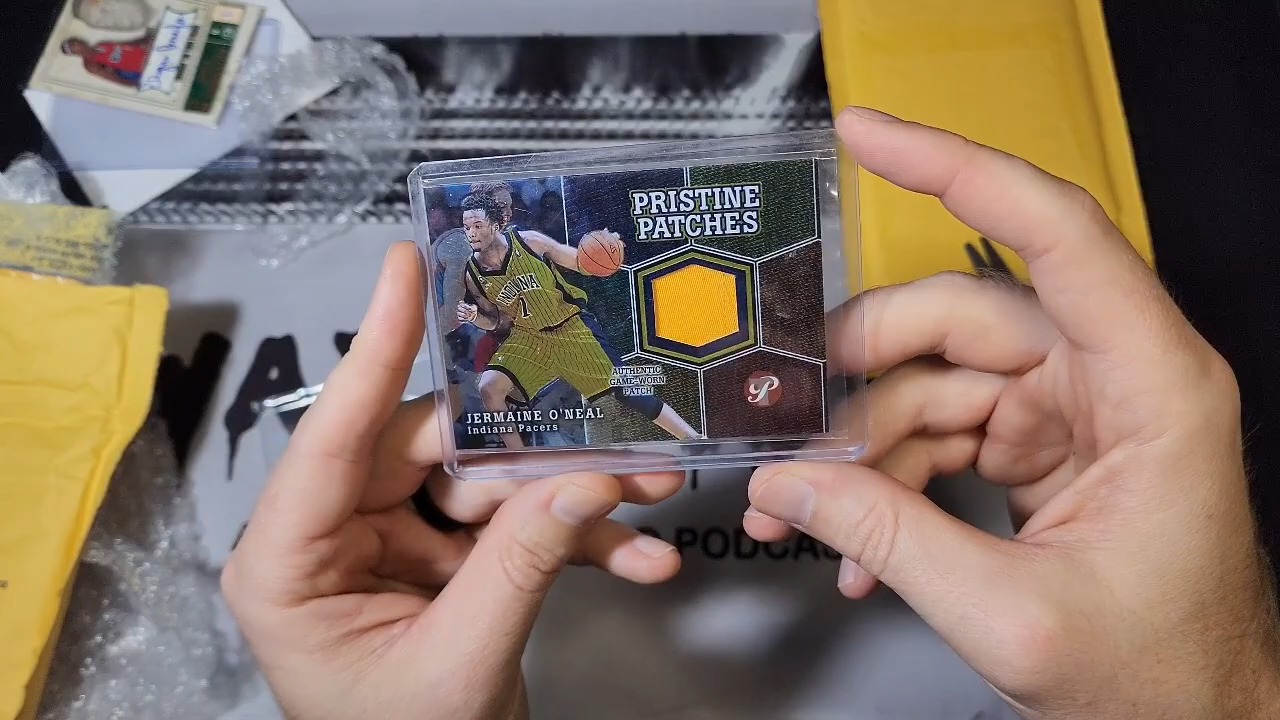 PRISTINE
PATCHES
INDIANA
1
AUTHENTIC
GAME-WORN
PATCH
P
JERMAINE O'NEAL
Indiana Pacers
PODCAS